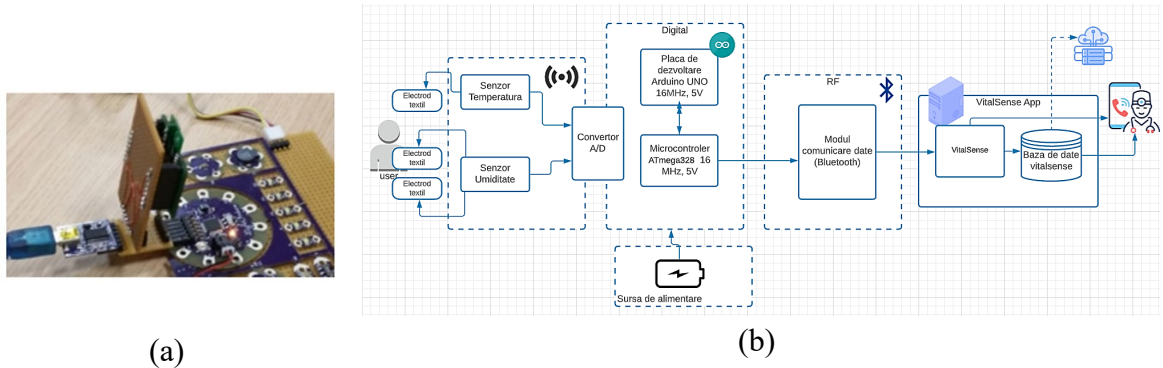 Digital
Placa de
dezvoltare
Arduino UNO
16MHz, 5V
Senzor
Temperatura
Electrod
textil
RF
VitalSense App
Convertor
A/D
Modul
comunicare date
(Bluetooth)
Microcontroler
ATmega328 16
MHz, 5V
VitalSense
Baza de date
vitalsense
Electrod
textil
user
Senzor
Umiditate
Electrod
textil
Sursa de alimentare
(a)
(b)